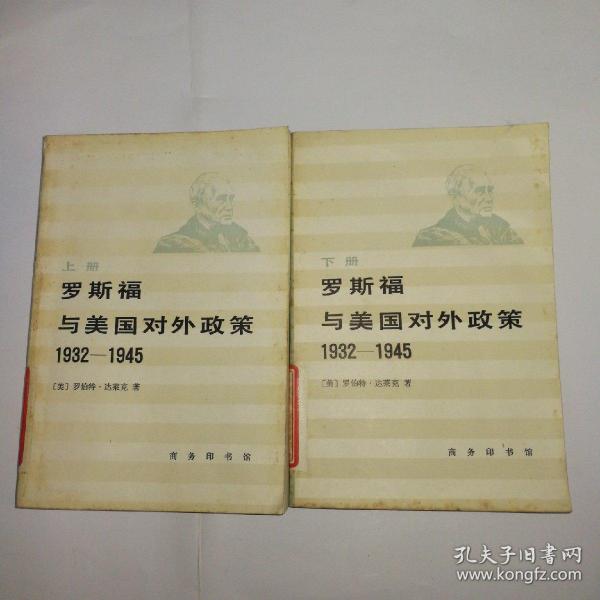 上册
罗斯福
与美国对外政策
1932—1945
[美] 罗伯特·达莱克 著
商务印书馆
下册
罗斯福
与美国对外政策
1932—1945
[美] 罗伯特·达莱克 著
商务印书馆
孔夫子旧书网
www.kongfz.com